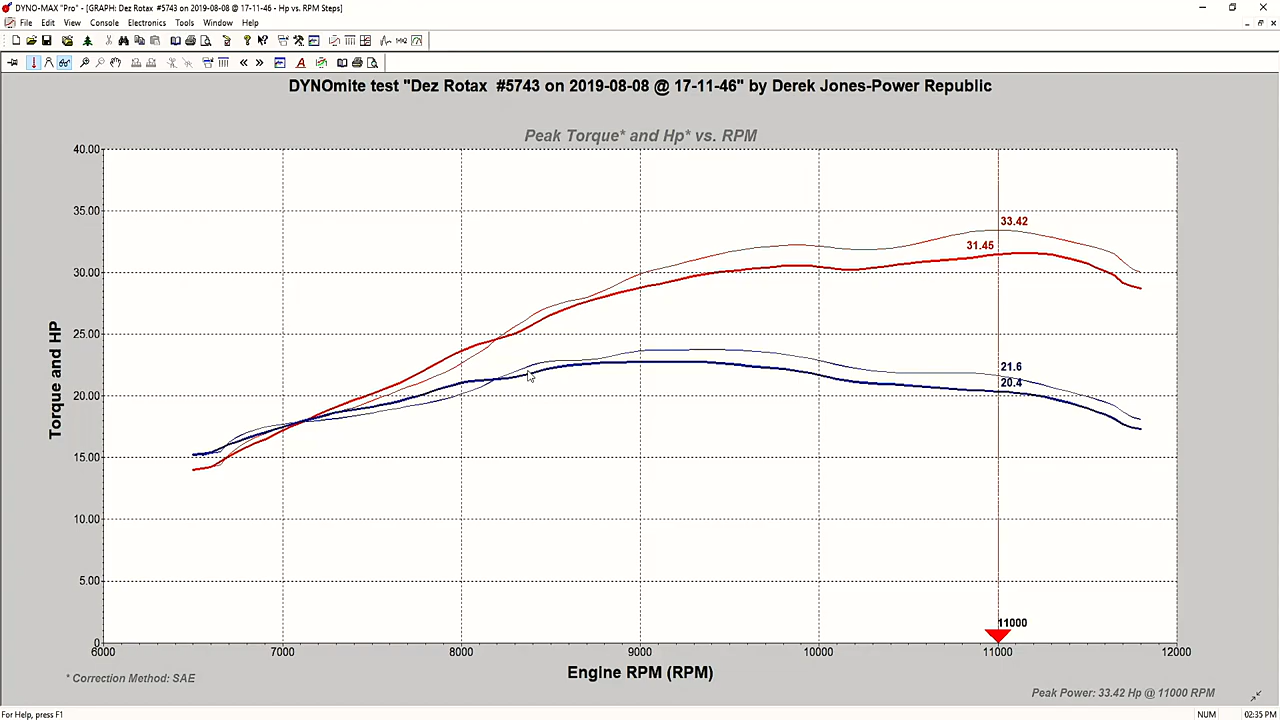 DYNO-MAX "Pro" - [GRAPH: Dez Rotax  #5743 on 2019-08-08 @ 17-11-46 - Hp vs. RPM Steps]
File Edit View Console Electronics Tools Window Help
DYNOmite test "Dez Rotax  #5743 on 2019-08-08 @ 17-11-46" by Derek Jones-Power Republic
Peak Torque* and Hp* vs. RPM
40.00
35.00
30.00
25.00
20.00
15.00
10.00
5.00
0
Torque and HP
33.42
31.45
21.6
20.4
11000
6000 7000 8000 9000 10000 11000 12000
Engine RPM (RPM)
* Correction Method: SAE
Peak Power: 33.42 Hp @ 11000 RPM
For Help, press F1
NUM
02:35 PM